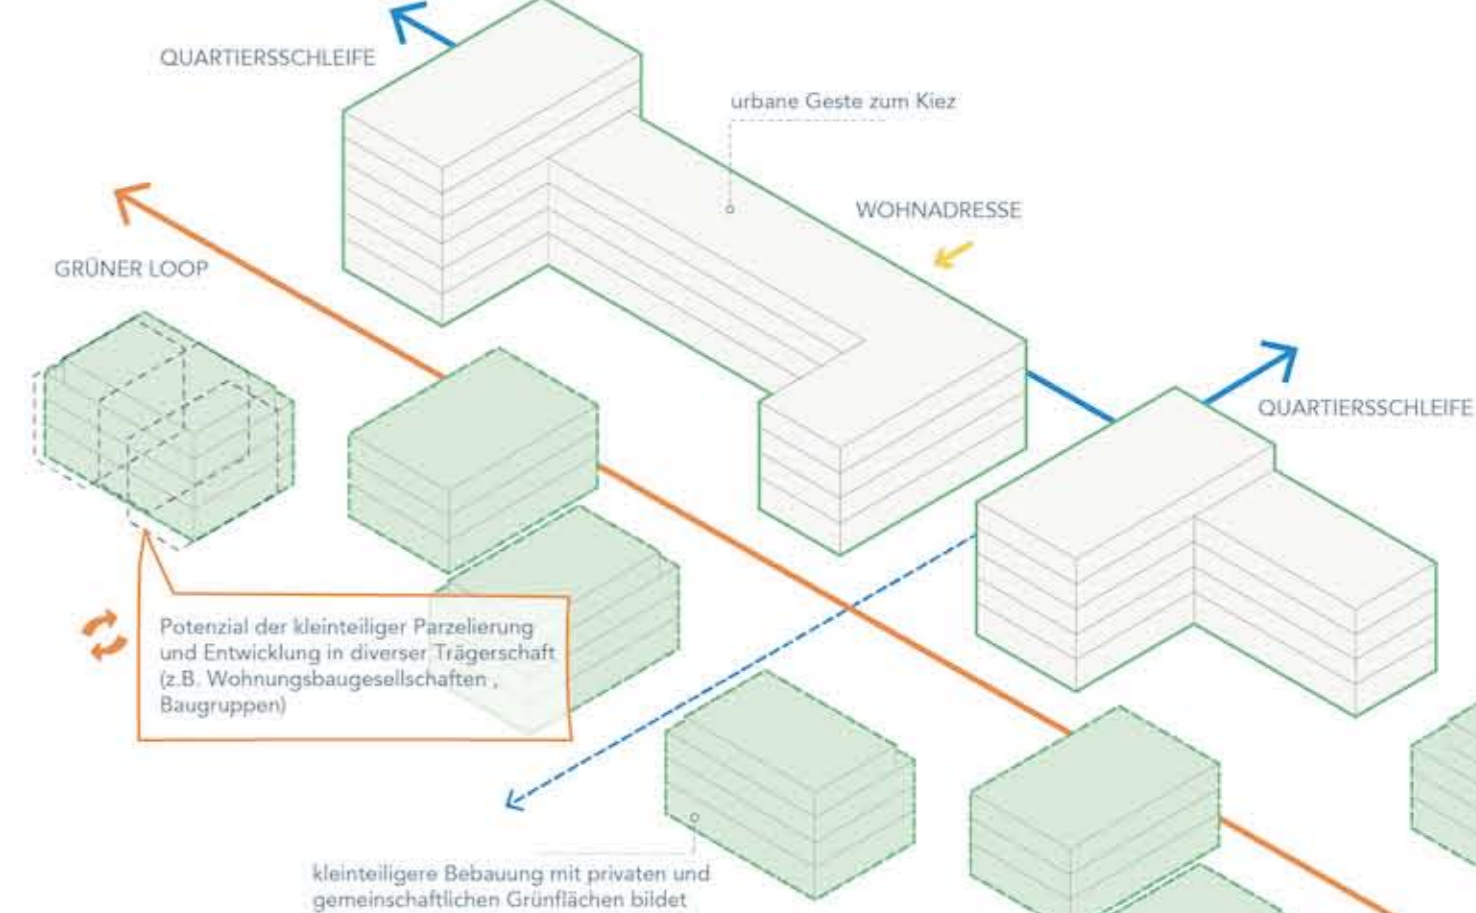 QUARTIERSSCHLEIFE
urbane Geste zum Kiez
WOHNADRESSE
GRÜNER LOOP
QUARTIERSSCHLEIFE
Potenzial der kleinteiliger Parzelierung
und Entwicklung in diverser Trägerschaft
(z.B. Wohnungsbaugesellschaften ,
Baugruppen)
kleinteiligere Bebauung mit privaten und
gemeinschaftlichen Grünflächen bildet